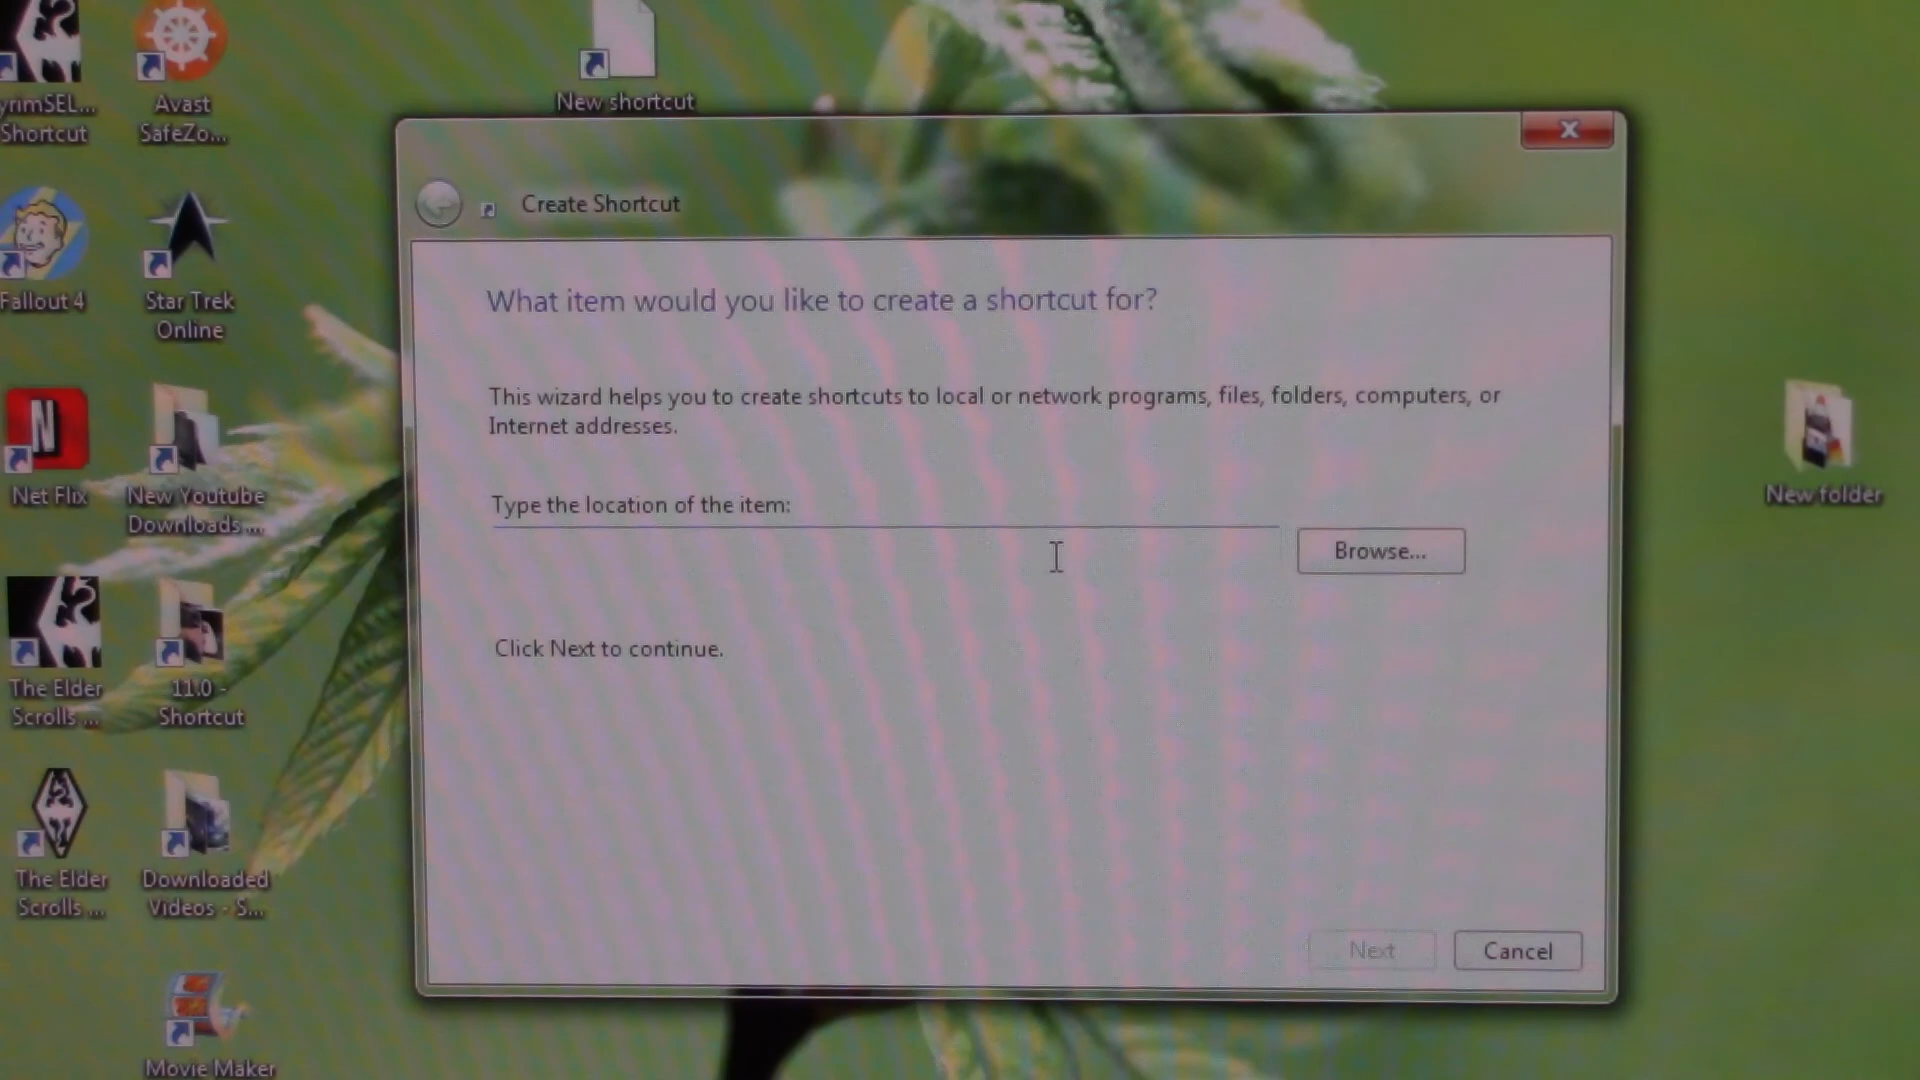 yrimSEL...
Shortcut
Avast
SafeZo...
New shortcut
Fallout 4
Star Trek
Online
N
Net Flix
New Youtube
Downloads ...
The Elder
Scrolls ...
11.0 -
Shortcut
The Elder
Scrolls ...
Downloaded
Videos - S...
Movie Maker
Create Shortcut
What item would you like to create a shortcut for?
This wizard helps you to create shortcuts to local or network programs, files, folders, computers, or
Internet addresses.
Type the location of the item:
Browse...
Click Next to continue.
Next
Cancel
New folder